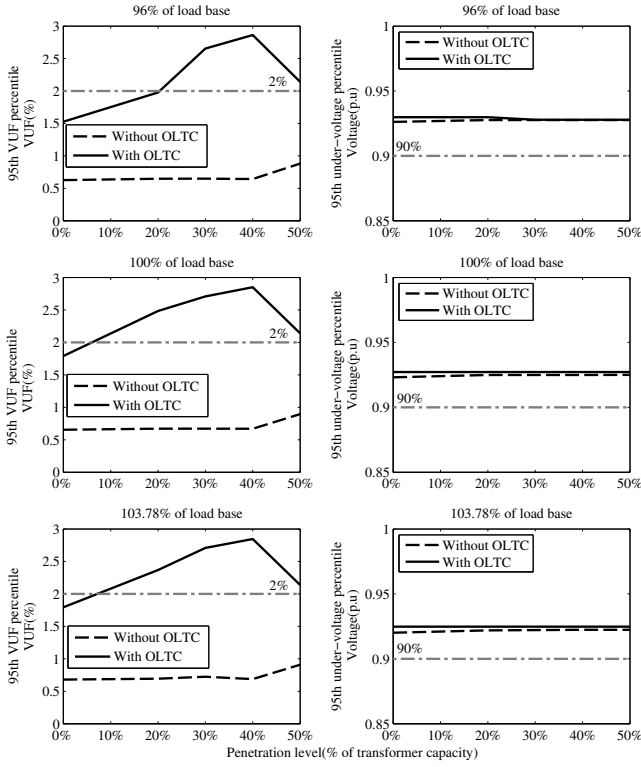 96% of load base
3
2.5
2
1.5
1
0.5
0
2%
Without OLTC
With OLTC
0%
10%
20%
30%
40%
50%
95th VUF percentile
VUF(%)
96% of load base
1
0.95
0.9
0.85
Without OLTC
With OLTC
90%
0%
10%
20%
30%
40%
50%
95th under−voltage percentile
Voltage(p.u)
100% of load base
3
2.5
2
1.5
1
0.5
0
2%
Without OLTC
With OLTC
0%
10%
20%
30%
40%
50%
95th VUF percentile
VUF(%)
100% of load base
1
0.95
0.9
0.85
Without OLTC
With OLTC
90%
0%
10%
20%
30%
40%
50%
95th under−voltage percentile
Voltage(p.u)
103.78% of load base
3
2.5
2
1.5
1
0.5
0
2%
Without OLTC
With OLTC
0%
10%
20%
30%
40%
50%
95th VUF percentile
VUF(%)
103.78% of load base
1
0.95
0.9
0.85
Without OLTC
With OLTC
90%
0%
10%
20%
30%
40%
50%
95th under−voltage percentile
Voltage(p.u)
Penetration level(% of transformer capacity)